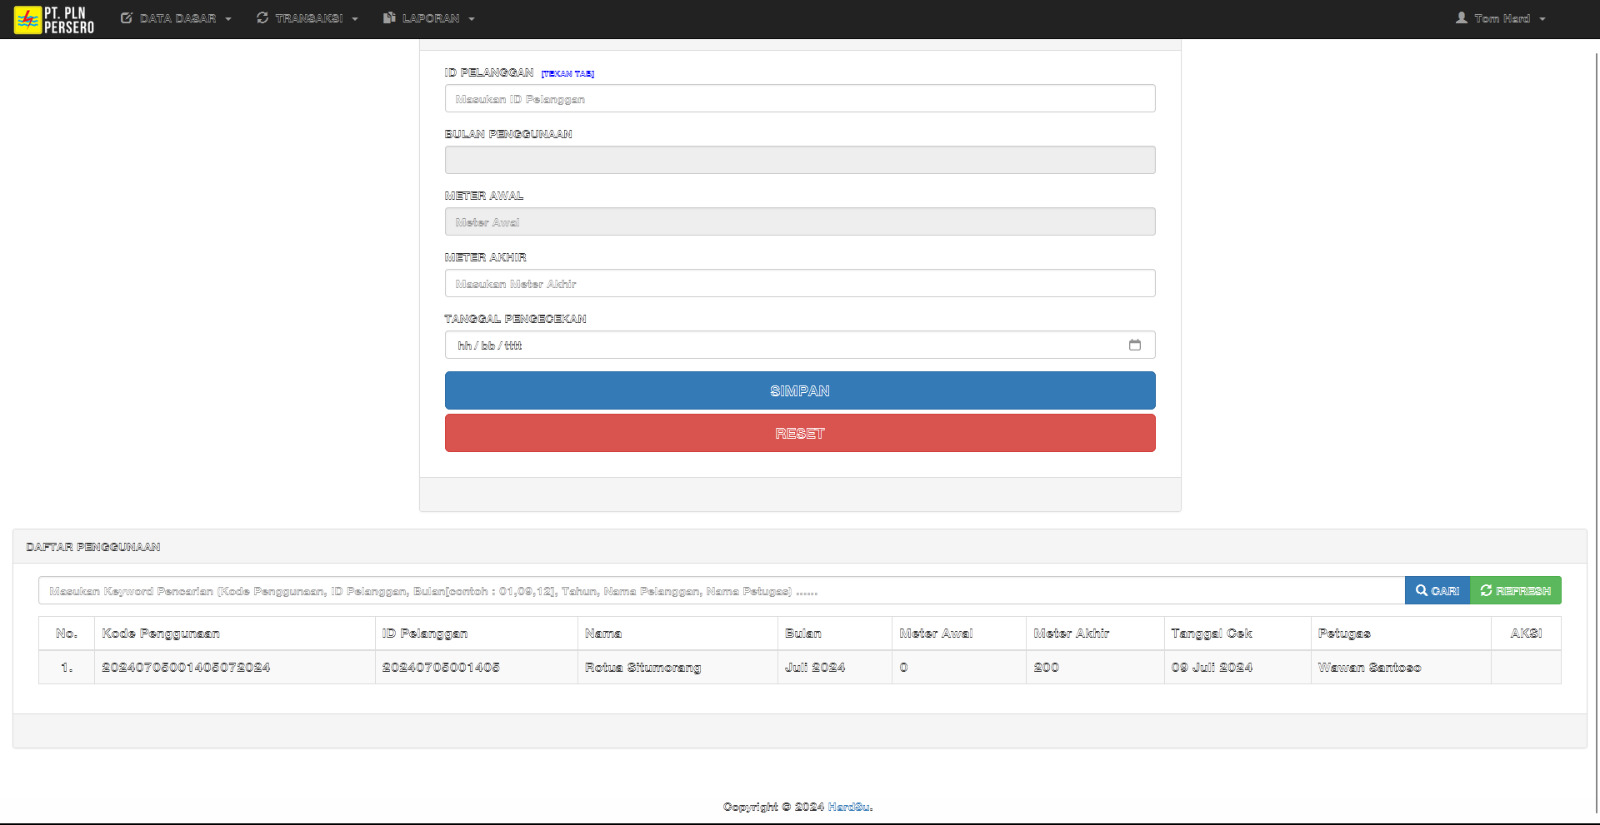 PT. PLN PERSERO DATA DASAR TRANSAKSI LAPORAN Tom Hard
ID PELANGGAN [TEKAN TAB]
Masukan ID Pelanggan
BULAN PENGGUNAAN
METER AWAL
Meter Awal
METER AKHIR
Masukan Meter Akhir
TANGGAL PENGECEKAN
hh / bb / tttt
SIMPAN
RESET
DAFTAR PENGGUNAAN
Masukan Keyword Pencarian (Kode Penggunaan, ID Pelanggan, Bulan[contoh : 01,09,12], Tahun, Nama Pelanggan, Nama Petugas) ...... CARI REFRESH
No. Kode Penggunaan ID Pelanggan Nama Bulan Meter Awal Meter Akhir Tanggal Cek Petugas AKSI
1. 20240705001405072024 20240705001405 Rotua Situmorang Juli 2024 0 200 09 Juli 2024 Wawan Santoso
Copyright © 2024 HardSu.